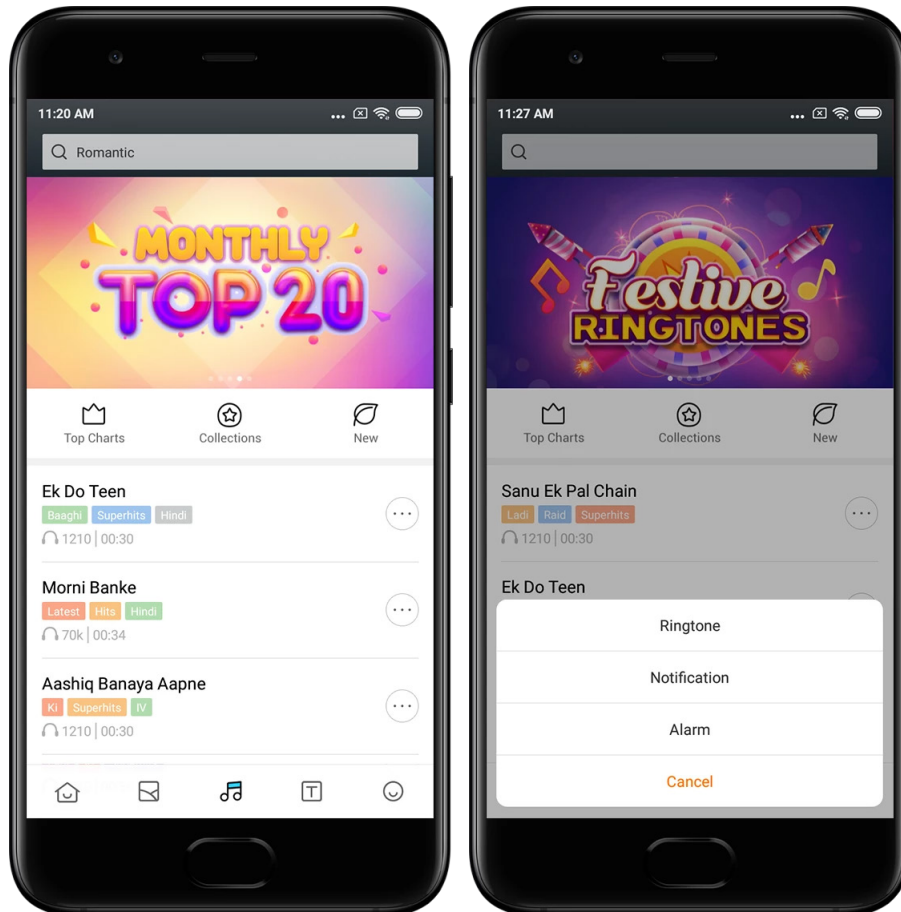 11:20 AM
Romantic
MONTHLY
TOP 20
Top Charts
Collections
New
Ek Do Teen
Baaghi Superhits Hindi
1210 | 00:30
Morni Banke
Latest Hits Hindi
70k | 00:34
Aashiq Banaya Aapne
Ki Superhits IV
1210 | 00:30
T
11:27 AM
Festive
RINGTONES
Top Charts
Collections
New
Sanu Ek Pal Chain
Ladi Raid Superhits
1210 | 00:30
Ek Do Teen
Ringtone
Notification
Alarm
Cancel